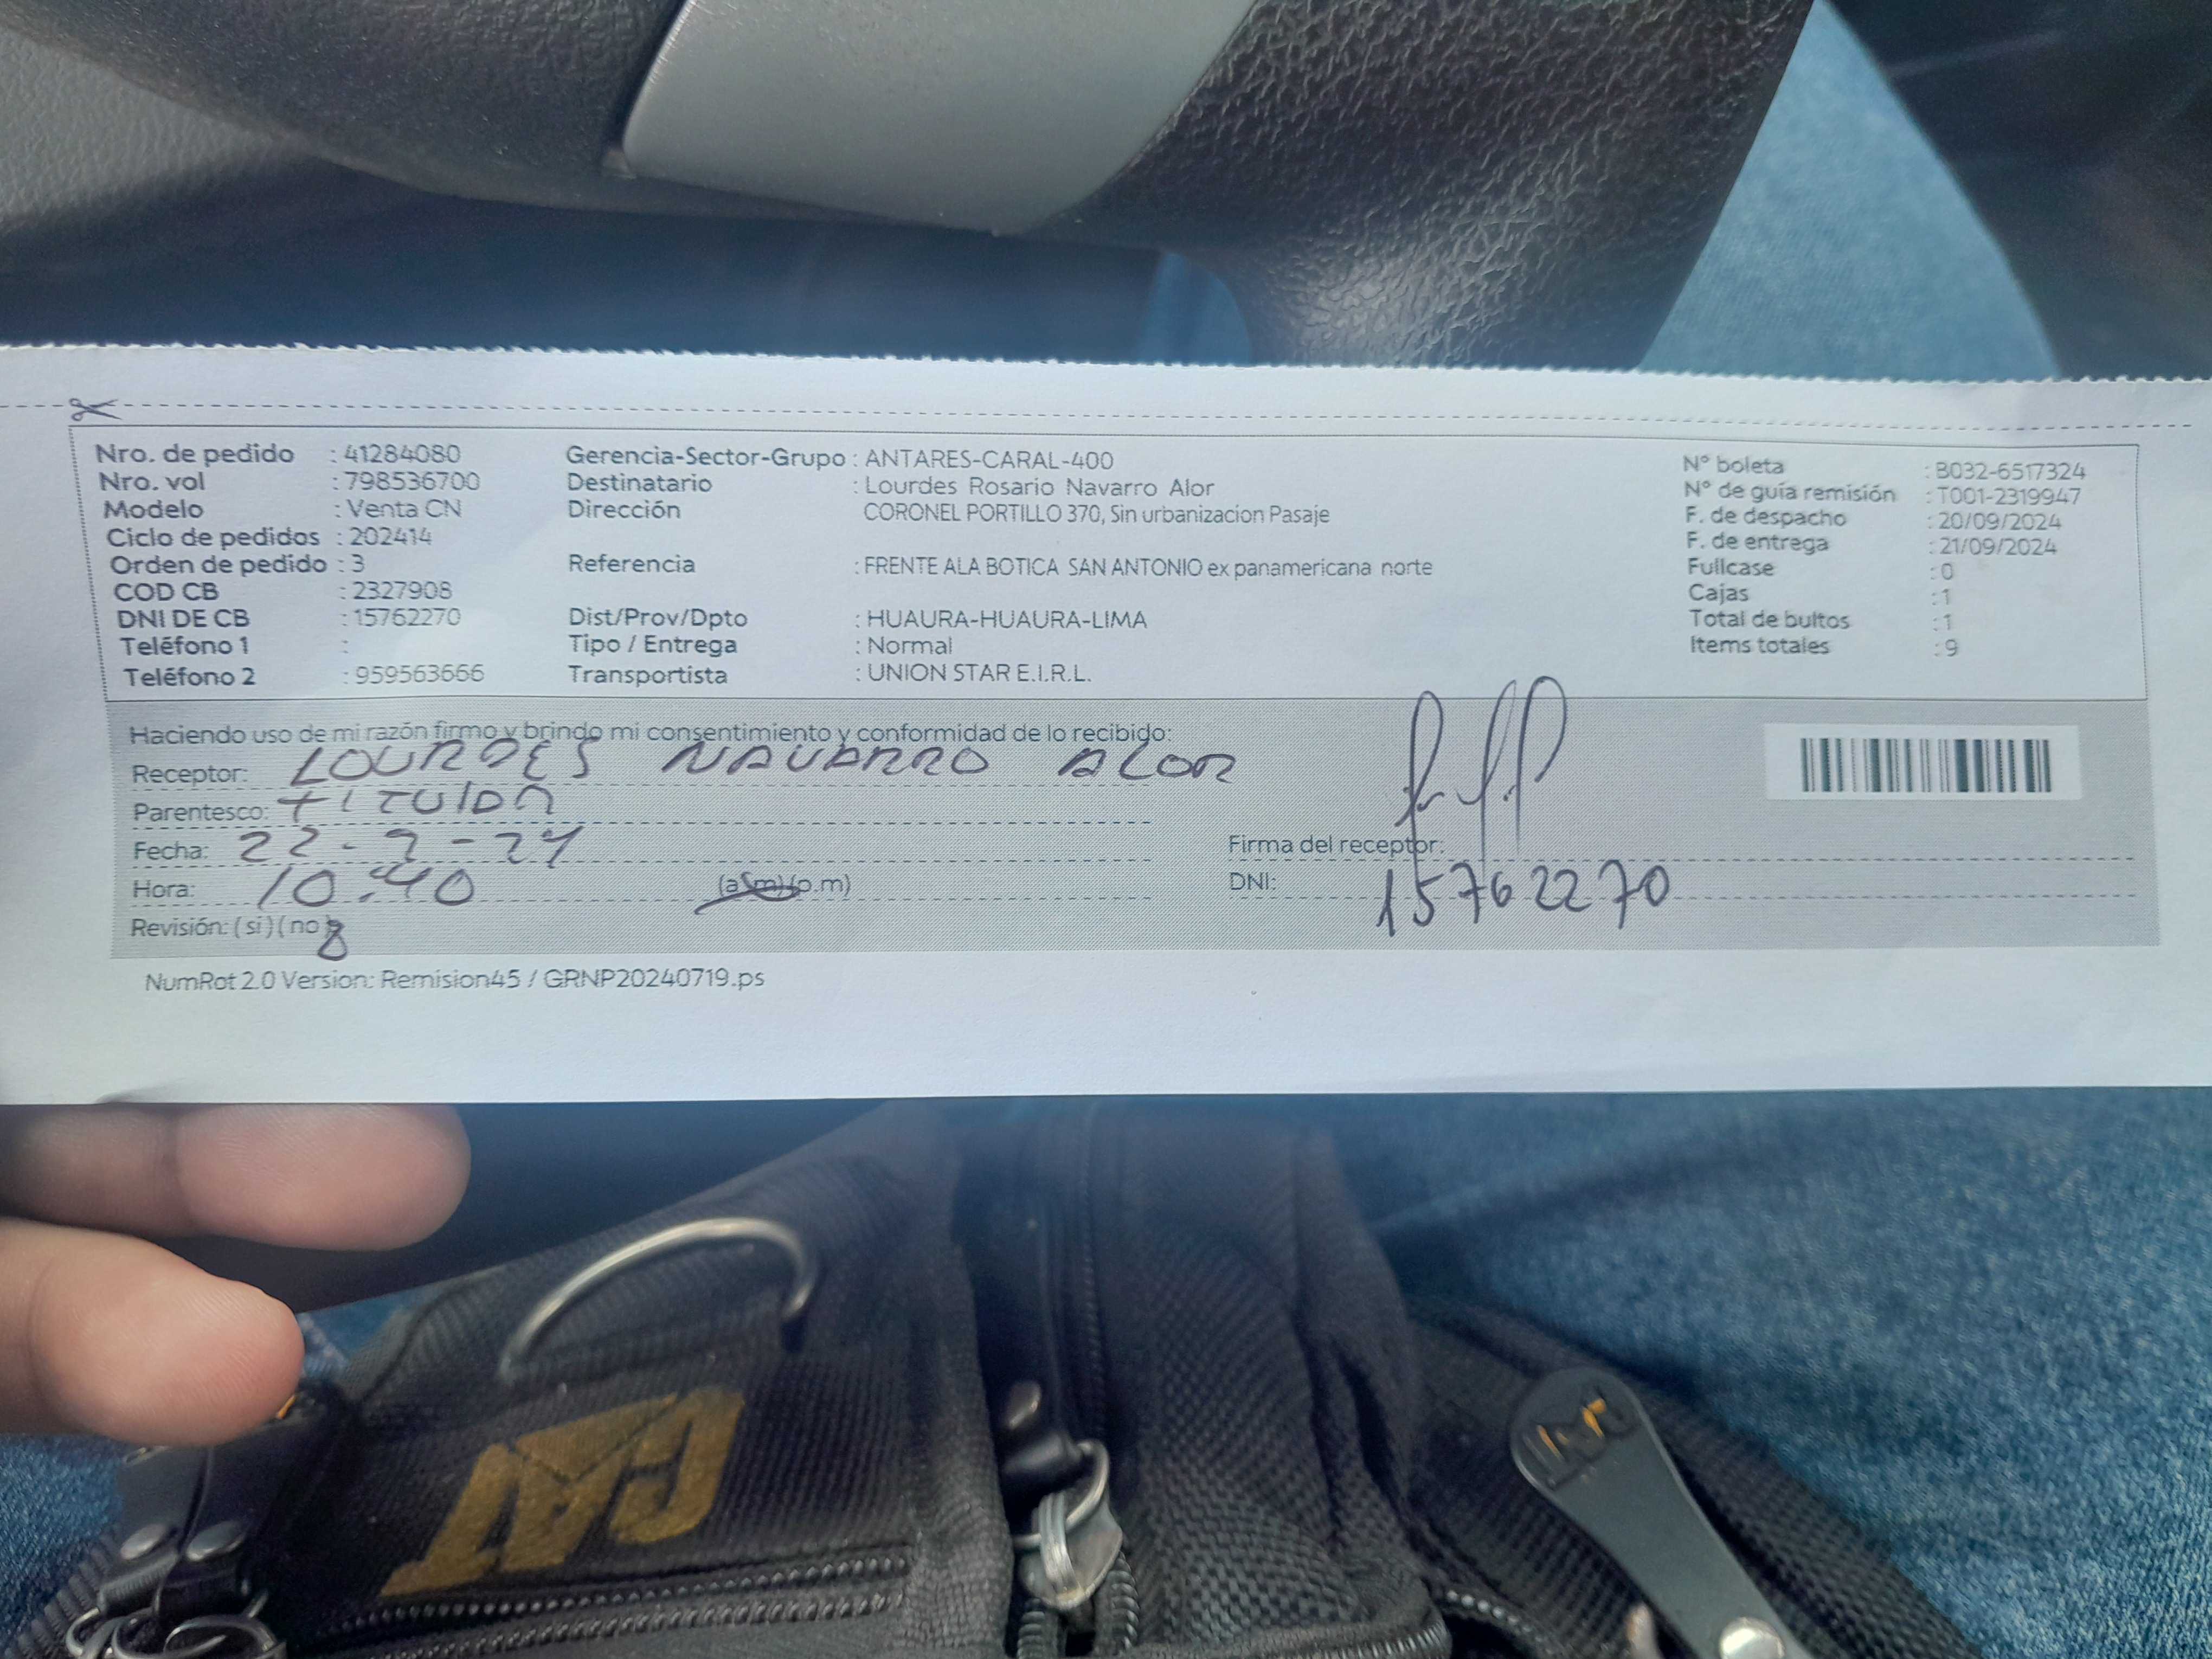 Nro. de pedido : 41284080 Gerencia-Sector-Grupo : ANTARES-CARAL-400 N° boleta : B032-6517324
Nro. vol : 798536700 Destinatario : Lourdes Rosario Navarro Alor N° de guía remisión : T001-2319947
Modelo : Venta CN Dirección CORONEL PORTILLO 370, Sin urbanizacion Pasaje F. de despacho : 20/09/2024
Ciclo de pedidos : 202414 F. de entrega : 21/09/2024
Orden de pedido : 3 Referencia : FRENTE ALA BOTICA SAN ANTONIO ex panamericana norte Fullcase : 0
COD CB : 2327908 Cajas : 1
DNI DE CB : 15762270 Dist/Prov/Dpto : HUAURA-HUAURA-LIMA Total de bultos : 1
Teléfono 1 : Tipo / Entrega : Normal Items totales : 9
Teléfono 2 : 959563666 Transportista : UNION STAR E.I.R.L.
Haciendo uso de mi razón firmo y brindo mi consentimiento y conformidad de lo recibido:
Receptor: LOURDES NAVARRO ALOR
Parentesco: TITULAR
Fecha: 22-9-24 Firma del receptor:
Hora: 10:40 (a.m) (p.m) DNI: 15762270
Revisión: ( si ) ( no )
NumRot 2.0 Version: Remision45 / GRNP20240719.ps
CAT